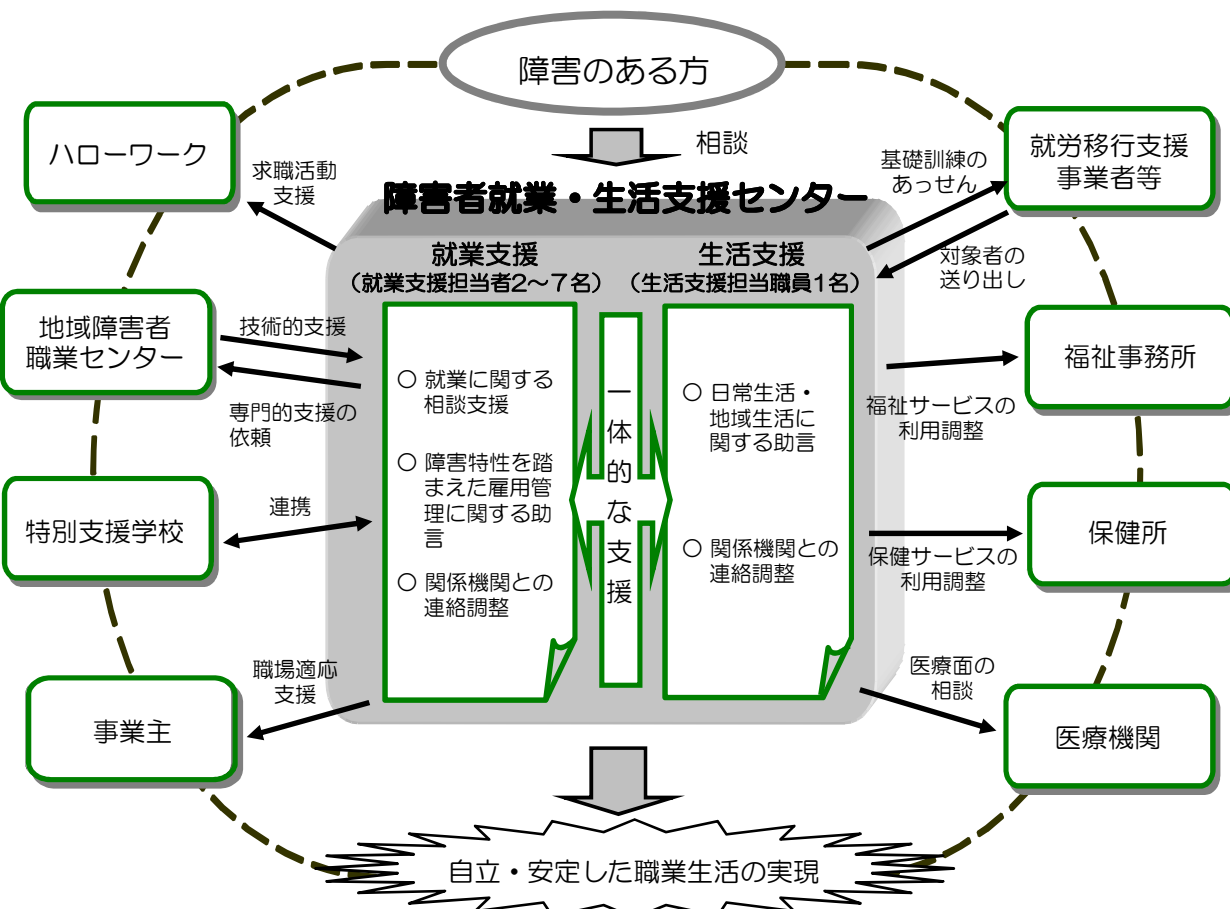 障害のある方
相談
ハローワーク
求職活動
支援
基礎訓練の
あっせん
就労移行支援
事業者等
対象者の
送り出し
障害者就業・生活支援センター
就業支援
（就業支援担当者2～7名）
生活支援
（生活支援担当職員1名）
地域障害者
職業センター
技術的支援
専門的支援の
依頼
特別支援学校
連携
事業主
職場適応
支援
○ 就業に関する
相談支援
○ 障害特性を踏
まえた雇用管
理に関する助
言
○ 関係機関との
連絡調整
一体的な支援
○ 日常生活・
地域生活に
関する助言
○ 関係機関との
連絡調整
福祉事務所
福祉サービスの
利用調整
保健所
保健サービスの
利用調整
医療面の
相談
医療機関
自立・安定した職業生活の実現